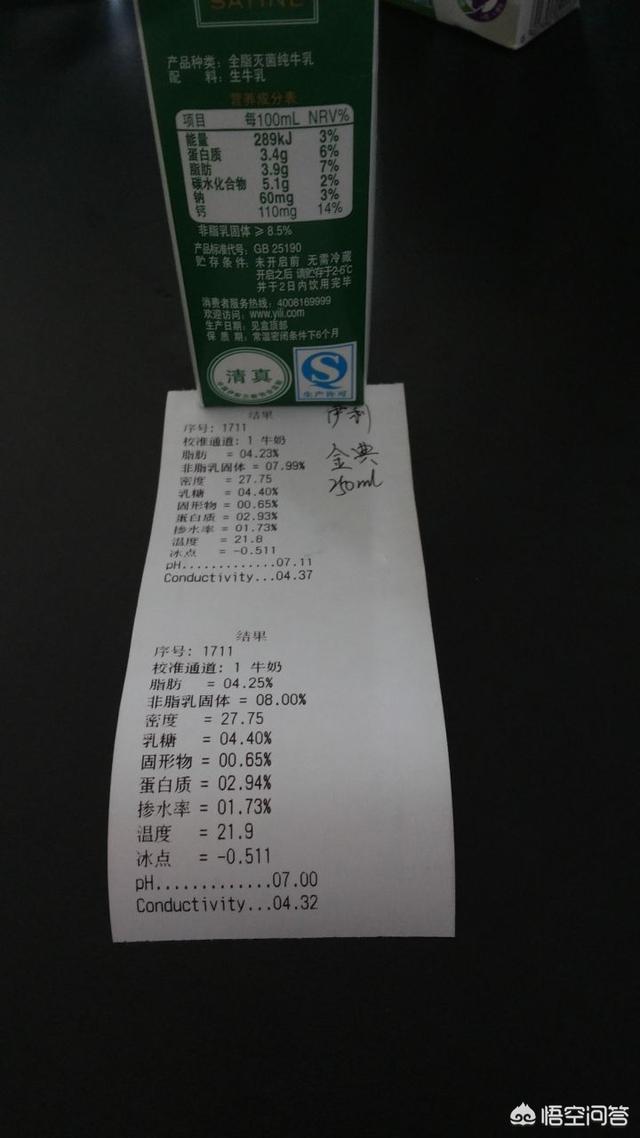 SATINE
产品种类：全脂灭菌纯牛乳
配 料：生牛乳
营养成分表
项目 每100mL NRV%
能量 289kJ 3%
蛋白质 3.4g 6%
脂肪 3.9g 7%
碳水化合物 5.1g 2%
钠 60mg 3%
钙 110mg 14%
非脂乳固体≥8.5%
产品标准代号：GB 25190
贮存条件：未开启前 无需冷藏
开启之后 请贮存于2-6℃
并于2日内饮用完毕
消费者服务热线：4008169999
欢迎访问：www.yili.com
生产日期：见盒顶部
保 质 期：常温密闭条件下6个月
清真
生产许可
伊利
金典
250ml
结果
序号: 1711
校准通道: 1 牛奶
脂肪 = 04.23%
非脂乳固体 = 07.99%
密度 = 27.75
乳糖 = 04.40%
固形物 = 00.65%
蛋白质 = 02.93%
掺水率 = 01.73%
温度 = 21.8
冰点 = -0.511
pH.............07.11
Conductivity...04.37
结果
序号: 1711
校准通道: 1 牛奶
脂肪 = 04.25%
非脂乳固体 = 08.00%
密度 = 27.75
乳糖 = 04.40%
固形物 = 00.65%
蛋白质 = 02.94%
掺水率 = 01.73%
温度 = 21.9
冰点 = -0.511
pH.............07.00
Conductivity...04.32
悟空问答